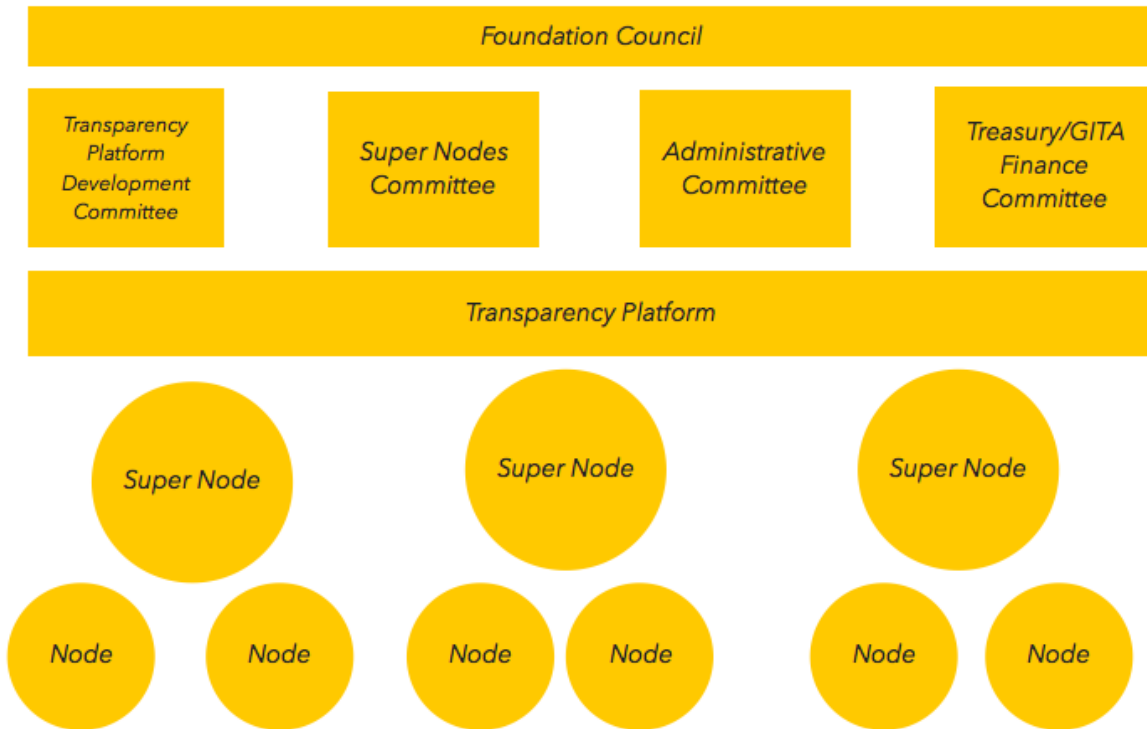 Foundation Council
Transparency
Platform
Development
Committee
Super Nodes
Committee
Administrative
Committee
Treasury/GITA
Finance
Committee
Transparency Platform
Super Node
Super Node
Super Node
Node
Node
Node
Node
Node
Node